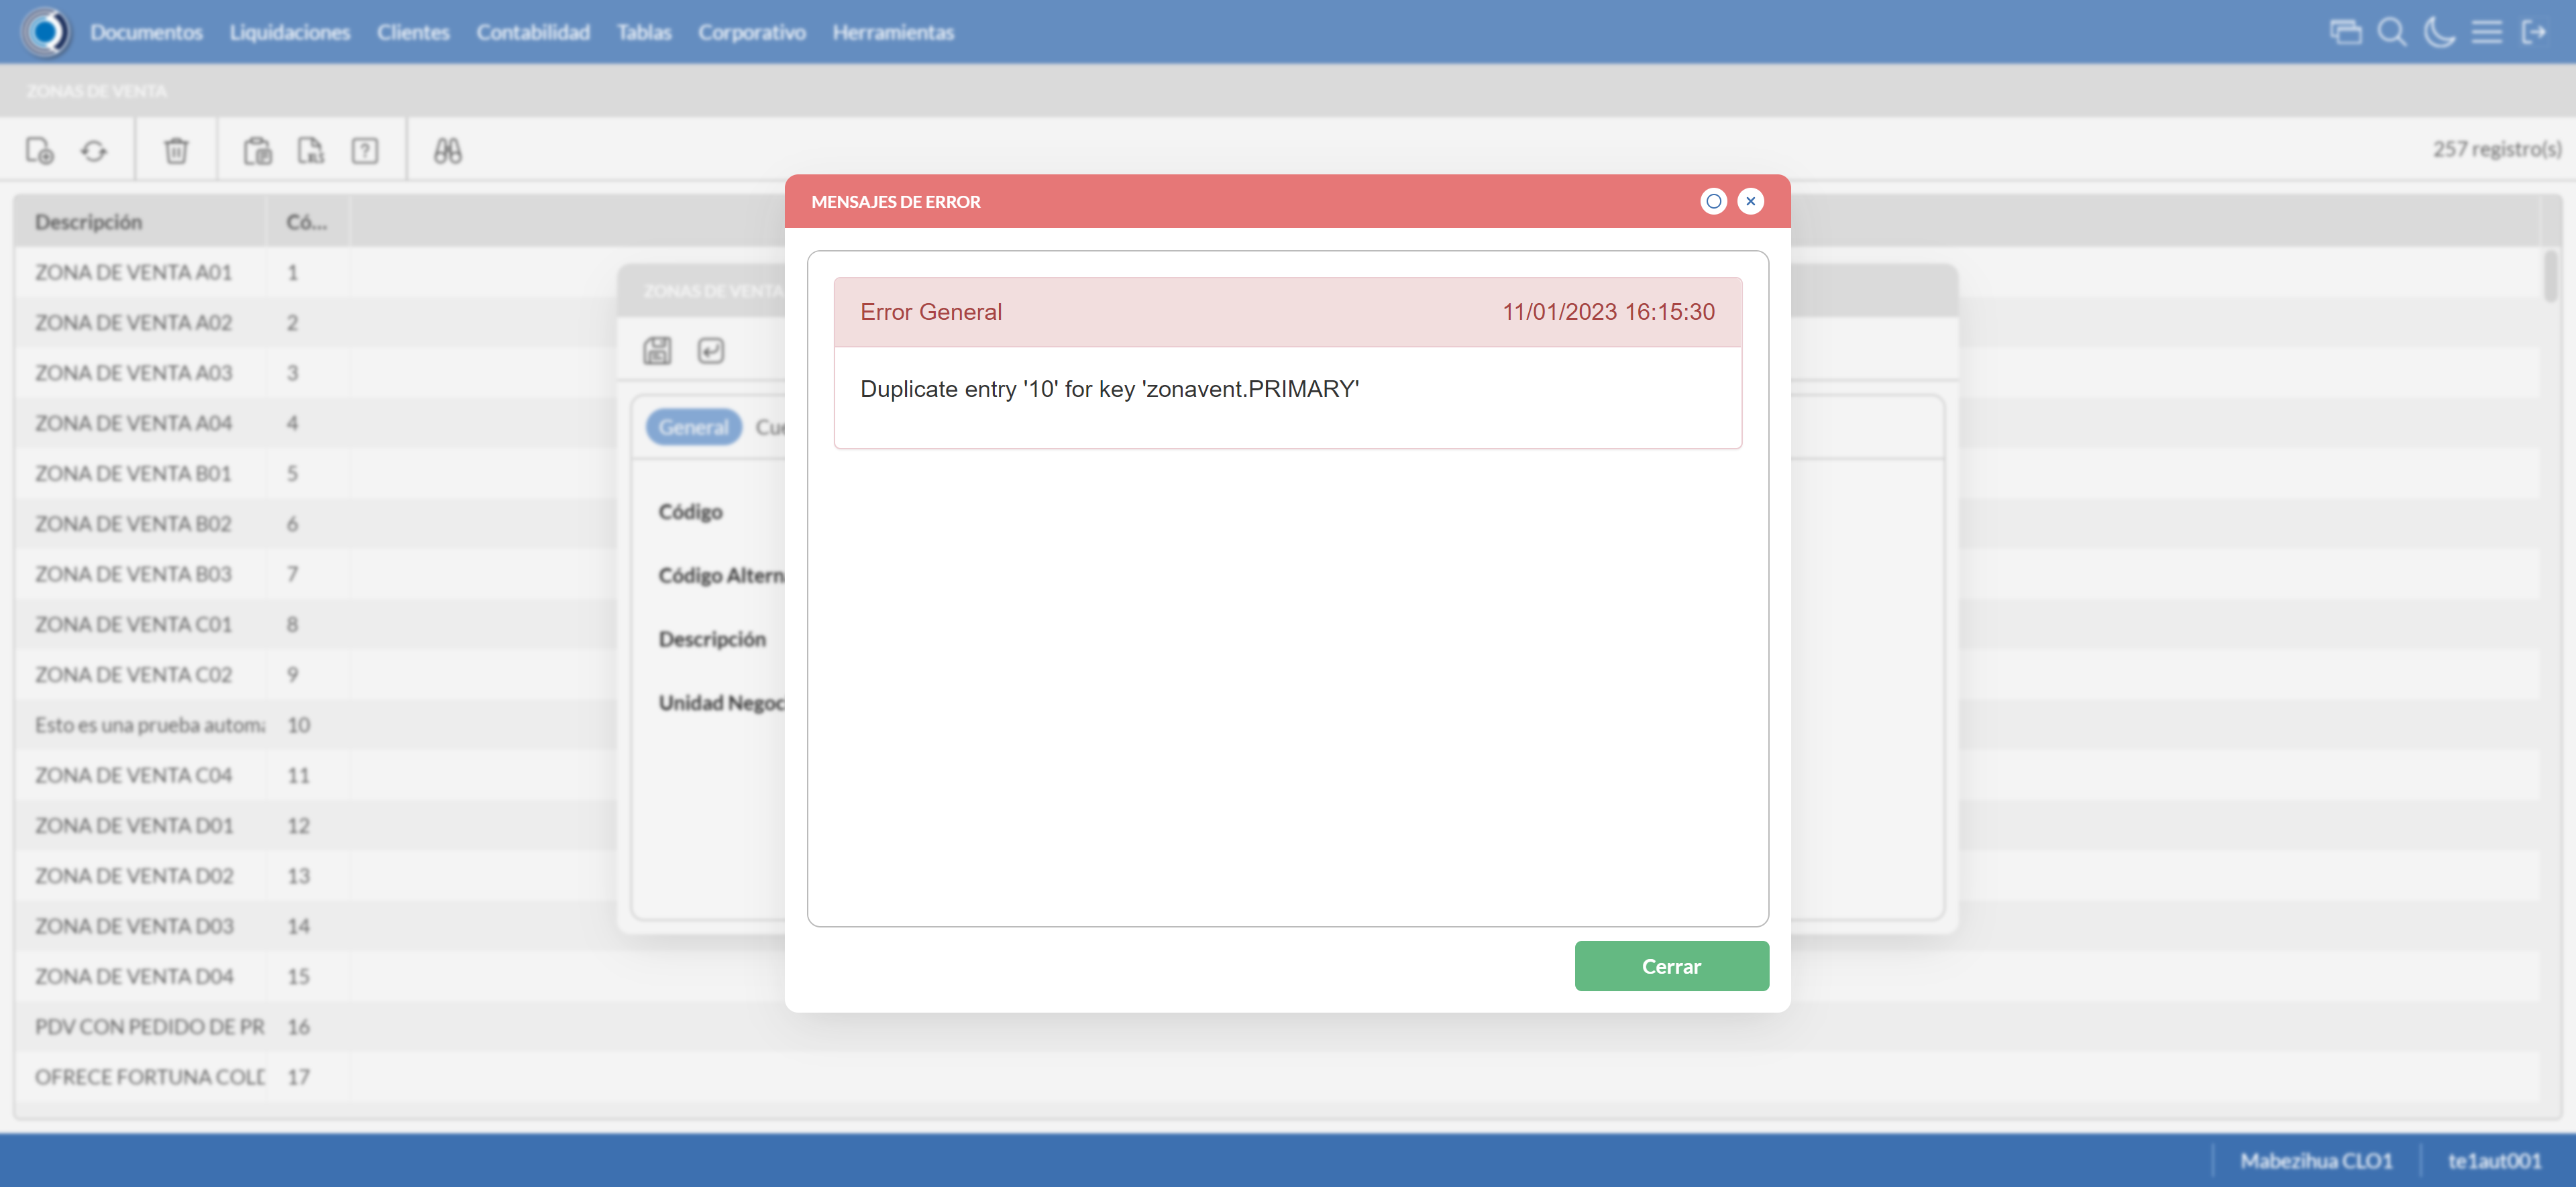 Documentos Liquidaciones Clientes Contabilidad Tablas Corporativo Herramientas
ZONAS DE VENTA
257 registro(s)
Descripción Có...
ZONA DE VENTA A01 1
ZONA DE VENTA A02 2
ZONA DE VENTA A03 3
ZONA DE VENTA A04 4
ZONA DE VENTA B01 5
ZONA DE VENTA B02 6
ZONA DE VENTA B03 7
ZONA DE VENTA C01 8
ZONA DE VENTA C02 9
Esto es una prueba automa 10
ZONA DE VENTA C04 11
ZONA DE VENTA D01 12
ZONA DE VENTA D02 13
ZONA DE VENTA D03 14
ZONA DE VENTA D04 15
PDV CON PEDIDO DE PR 16
OFRECE FORTUNA COLD 17
ZONAS DE VENTA
General Cue
Código
Código Altern
Descripción
Unidad Negoc
MENSAJES DE ERROR
Error General 11/01/2023 16:15:30
Duplicate entry '10' for key 'zonavent.PRIMARY'
Cerrar
Mabezihua CLO1 te1aut001